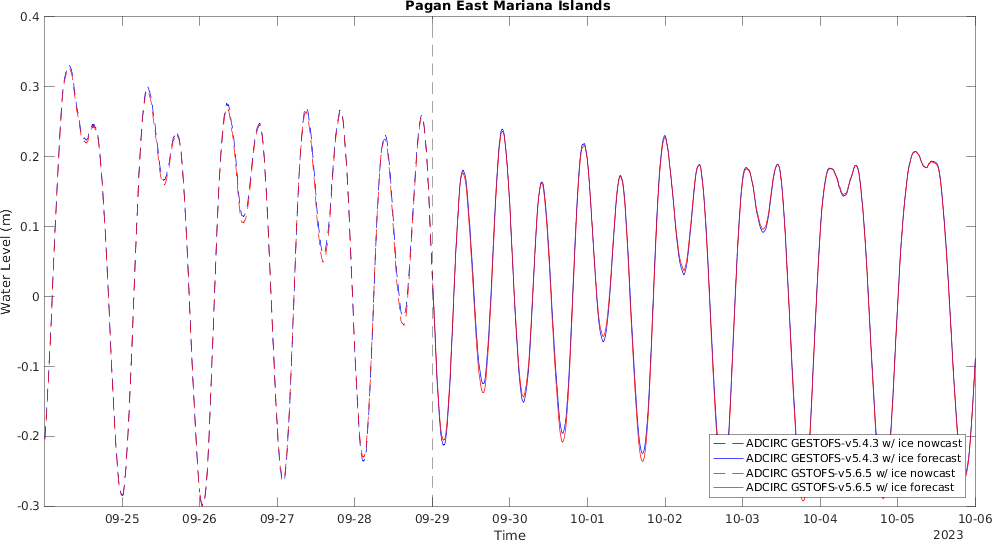 Pagan East Mariana Islands
0.4
0.3
0.2
0.1
0
-0.1
-0.2
-0.3
Water Level (m)
ADCIRC GESTOFS-v5.4.3 w/ ice nowcast
ADCIRC GESTOFS-v5.4.3 w/ ice forecast
ADCIRC GSTOFS-v5.6.5 w/ ice nowcast
ADCIRC GSTOFS-v5.6.5 w/ ice forecast
09-25 09-26 09-27 09-28 09-29 09-30 10-01 10-02 10-03 10-04 10-05 10-06
Time
2023